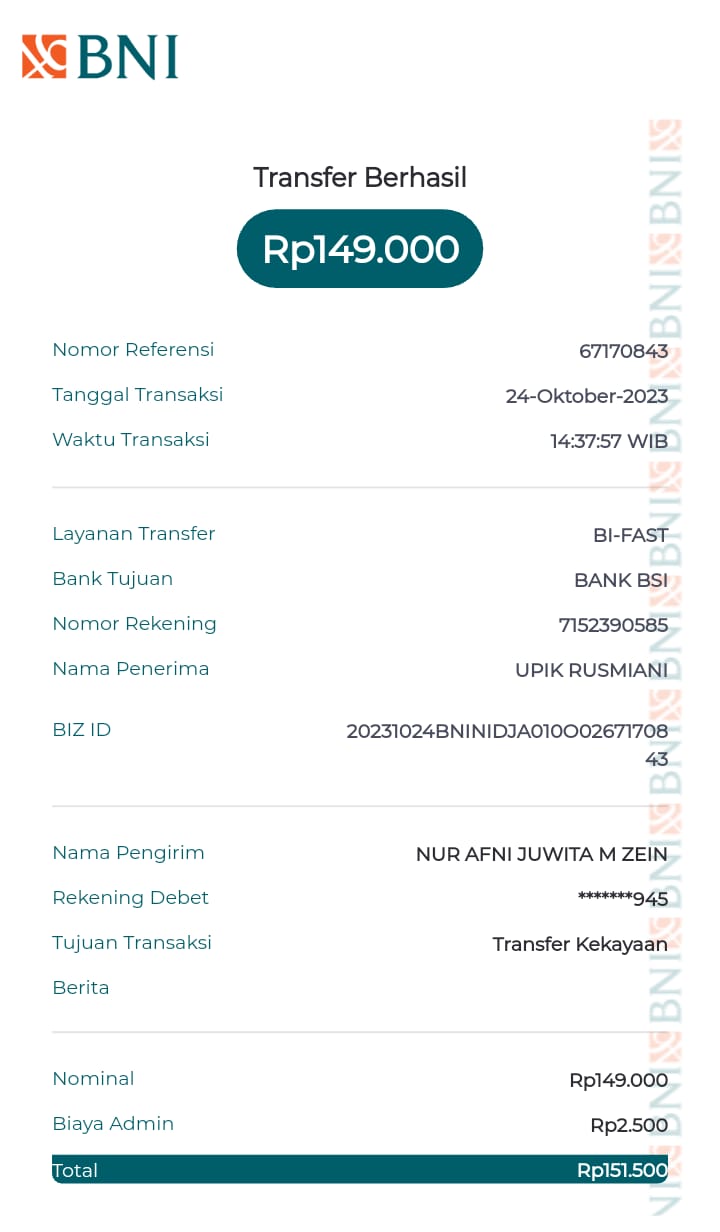 BNI
Transfer Berhasil
Rp149.000
Nomor Referensi 67170843
Tanggal Transaksi 24-Oktober-2023
Waktu Transaksi 14:37:57 WIB
Layanan Transfer BI-FAST
Bank Tujuan BANK BSI
Nomor Rekening 7152390585
Nama Penerima UPIK RUSMIANI
BIZ ID 20231024BNINIDJA010O02671708
43
Nama Pengirim NUR AFNI JUWITA M ZEIN
Rekening Debet *******945
Tujuan Transaksi Transfer Kekayaan
Berita
Nominal Rp149.000
Biaya Admin Rp2.500
Total Rp151.500
BNI BNI BNI BNI BNI BNI BNI BNI BNI BNI